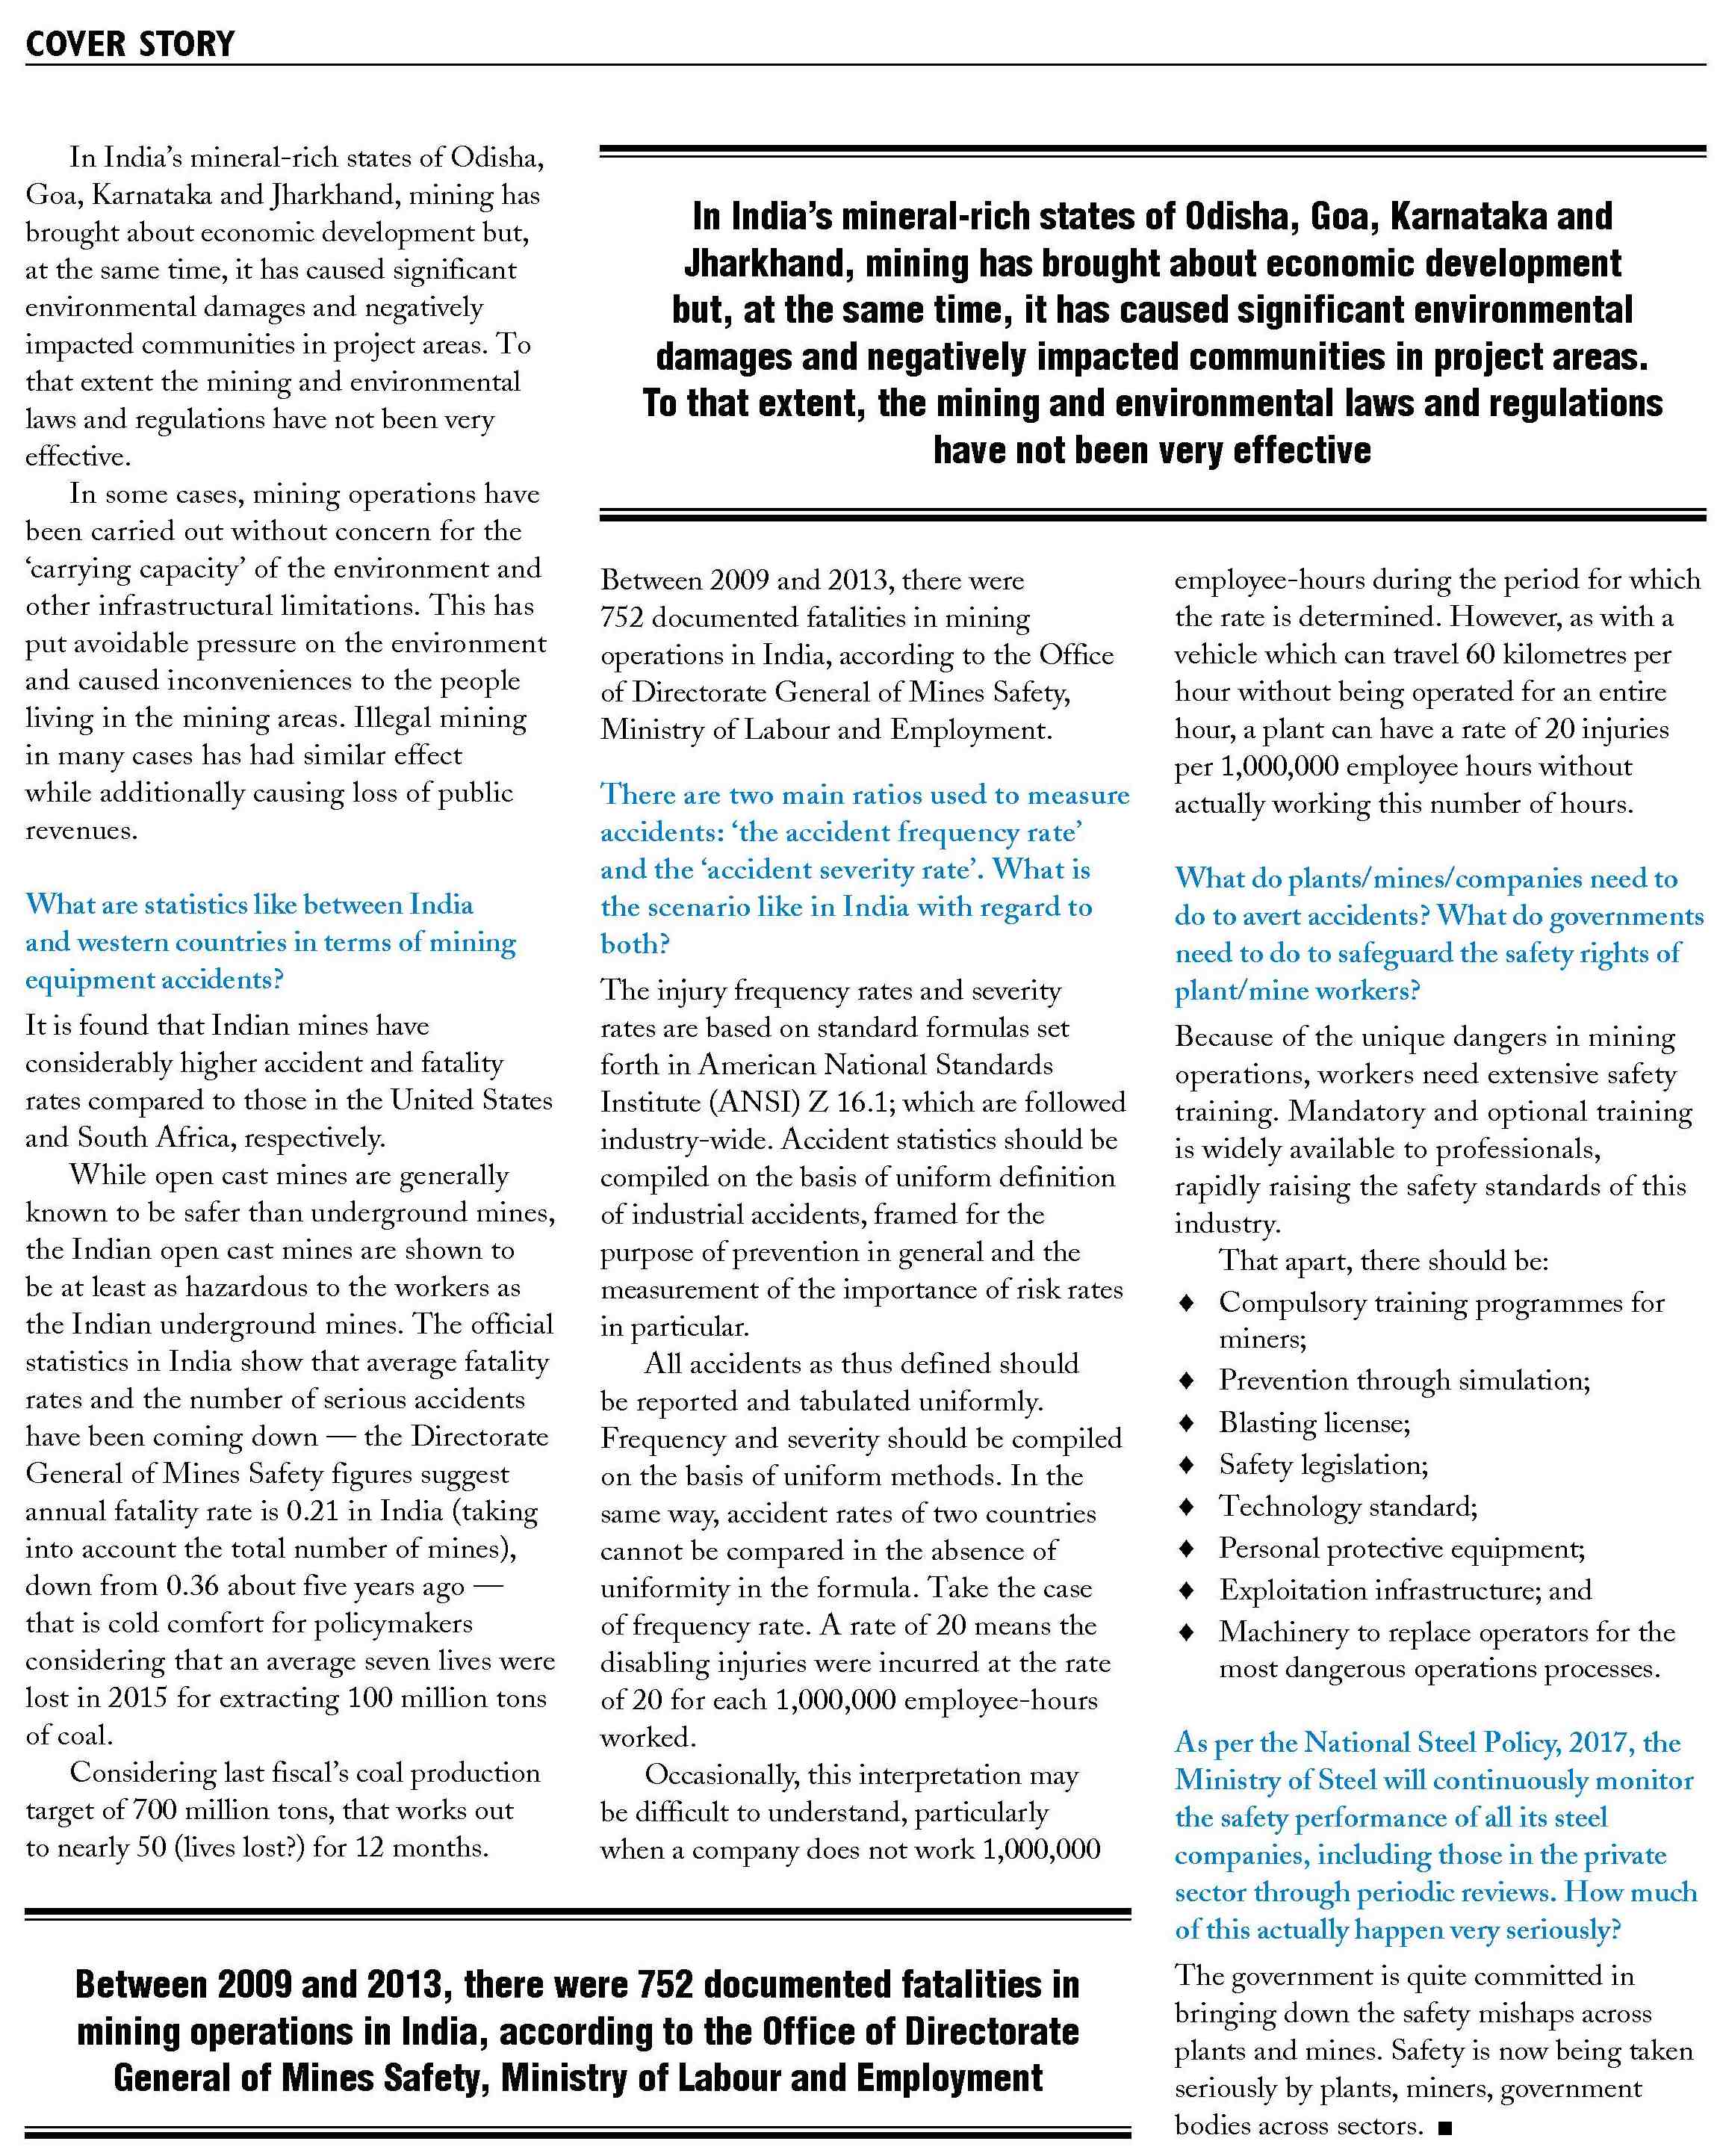 COVER STORY
In India’s mineral-rich states of Odisha,
Goa, Karnataka and Jharkhand, mining has
brought about economic development but,
at the same time, it has caused significant
environmental damages and negatively
impacted communities in project areas. To
that extent the mining and environmental
laws and regulations have not been very
effective.
In some cases, mining operations have
been carried out without concern for the
‘carrying capacity’ of the environment and
other infrastructural limitations. This has
put avoidable pressure on the environment
and caused inconveniences to the people
living in the mining areas. Illegal mining
in many cases has had similar effect
while additionally causing loss of public
revenues.
What are statistics like between India
and western countries in terms of mining
equipment accidents?
It is found that Indian mines have
considerably higher accident and fatality
rates compared to those in the United States
and South Africa, respectively.
While open cast mines are generally
known to be safer than underground mines,
the Indian open cast mines are shown to
be at least as hazardous to the workers as
the Indian underground mines. The official
statistics in India show that average fatality
rates and the number of serious accidents
have been coming down — the Directorate
General of Mines Safety figures suggest
annual fatality rate is 0.21 in India (taking
into account the total number of mines),
down from 0.36 about five years ago —
that is cold comfort for policymakers
considering that an average seven lives were
lost in 2015 for extracting 100 million tons
of coal.
Considering last fiscal’s coal production
target of 700 million tons, that works out
to nearly 50 (lives lost?) for 12 months.
In India’s mineral-rich states of Odisha, Goa, Karnataka and
Jharkhand, mining has brought about economic development
but, at the same time, it has caused significant environmental
damages and negatively impacted communities in project areas.
To that extent, the mining and environmental laws and regulations
have not been very effective
Between 2009 and 2013, there were
752 documented fatalities in mining
operations in India, according to the Office
of Directorate General of Mines Safety,
Ministry of Labour and Employment.
There are two main ratios used to measure
accidents: ‘the accident frequency rate’
and the ‘accident severity rate’. What is
the scenario like in India with regard to
both?
The injury frequency rates and severity
rates are based on standard formulas set
forth in American National Standards
Institute (ANSI) Z 16.1; which are followed
industry-wide. Accident statistics should be
compiled on the basis of uniform definition
of industrial accidents, framed for the
purpose of prevention in general and the
measurement of the importance of risk rates
in particular.
All accidents as thus defined should
be reported and tabulated uniformly.
Frequency and severity should be compiled
on the basis of uniform methods. In the
same way, accident rates of two countries
cannot be compared in the absence of
uniformity in the formula. Take the case
of frequency rate. A rate of 20 means the
disabling injuries were incurred at the rate
of 20 for each 1,000,000 employee-hours
worked.
Occasionally, this interpretation may
be difficult to understand, particularly
when a company does not work 1,000,000
employee-hours during the period for which
the rate is determined. However, as with a
vehicle which can travel 60 kilometres per
hour without being operated for an entire
hour, a plant can have a rate of 20 injuries
per 1,000,000 employee hours without
actually working this number of hours.
What do plants/mines/companies need to
do to avert accidents? What do governments
need to do to safeguard the safety rights of
plant/mine workers?
Because of the unique dangers in mining
operations, workers need extensive safety
training. Mandatory and optional training
is widely available to professionals,
rapidly raising the safety standards of this
industry.
That apart, there should be:
♦ Compulsory training programmes for
miners;
♦ Prevention through simulation;
♦ Blasting license;
♦ Safety legislation;
♦ Technology standard;
♦ Personal protective equipment;
♦ Exploitation infrastructure; and
♦ Machinery to replace operators for the
most dangerous operations processes.
As per the National Steel Policy, 2017, the
Ministry of Steel will continuously monitor
the safety performance of all its steel
companies, including those in the private
sector through periodic reviews. How much
of this actually happen very seriously?
The government is quite committed in
bringing down the safety mishaps across
plants and mines. Safety is now being taken
seriously by plants, miners, government
bodies across sectors. ■
Between 2009 and 2013, there were 752 documented fatalities in
mining operations in India, according to the Office of Directorate
General of Mines Safety, Ministry of Labour and Employment